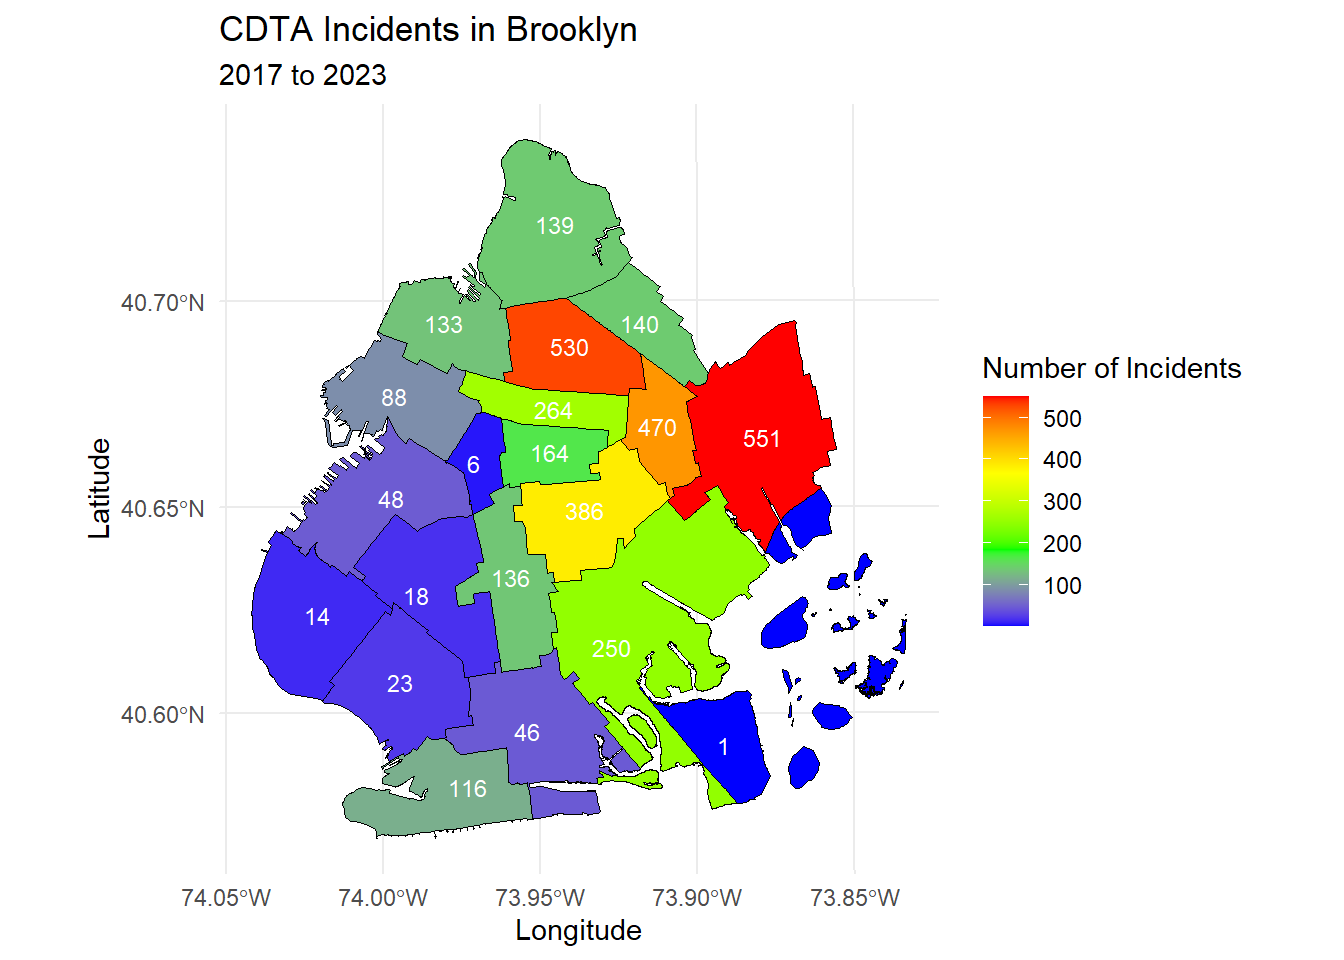 CDTA Incidents in Brooklyn
2017 to 2023
139
133
140
530
88
264
470
551
164
6
48
386
136
18
14
250
23
46
1
116
40.70°N
40.65°N
40.60°N
Latitude
74.05°W 74.00°W 73.95°W 73.90°W 73.85°W
Longitude
Number of Incidents
500
400
300
200
100